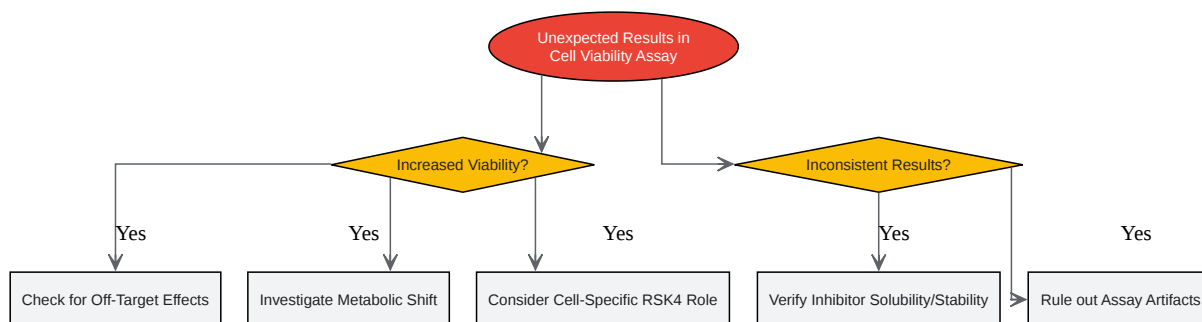 Unexpected Results in
Cell Viability Assay
Increased Viability?
Inconsistent Results?
Yes
Yes
Yes
Yes
Yes
Check for Off-Target Effects
Investigate Metabolic Shift
Consider Cell-Specific RSK4 Role
Verify Inhibitor Solubility/Stability
Rule out Assay Artifacts